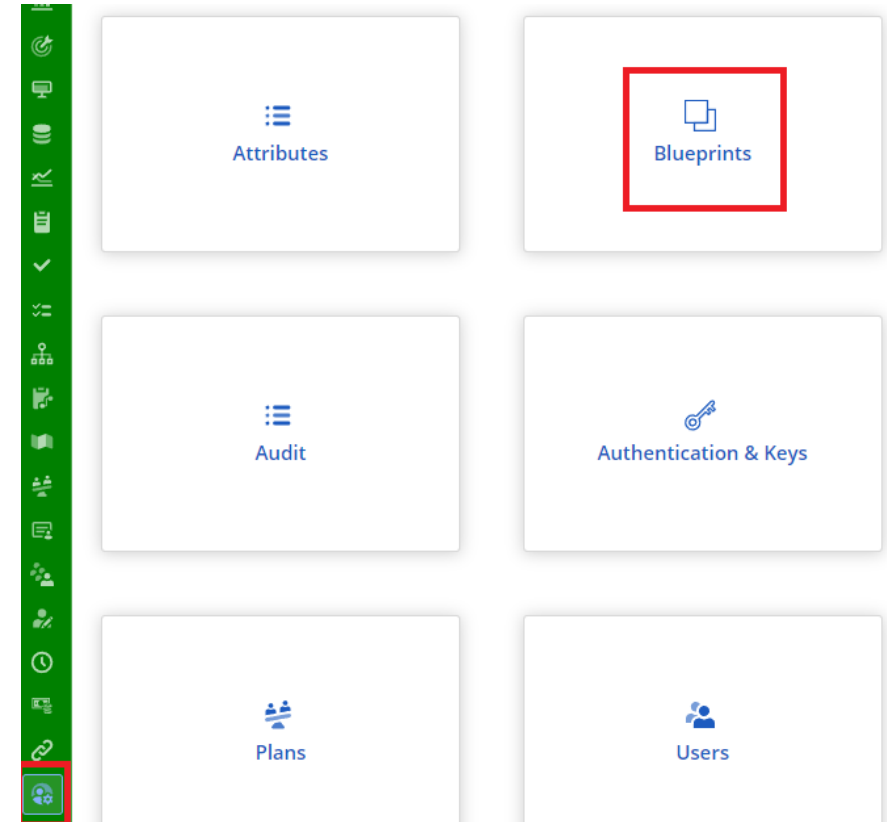 Attributes
Blueprints
Audit
Authentication & Keys
Plans
Users